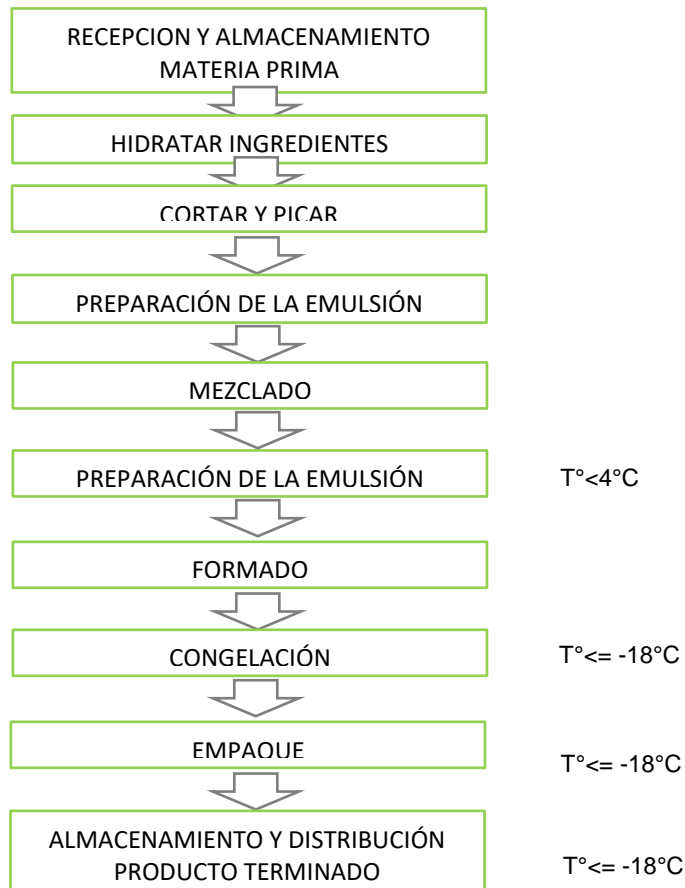 RECEPCION Y ALMACENAMIENTO
MATERIA PRIMA
HIDRATAR INGREDIENTES
CORTAR Y PICAR
PREPARACIÓN DE LA EMULSIÓN
MEZCLADO
PREPARACIÓN DE LA EMULSIÓN T°<4°C
FORMADO
CONGELACIÓN T°<= -18°C
EMPAQUE T°<= -18°C
ALMACENAMIENTO Y DISTRIBUCIÓN
PRODUCTO TERMINADO T°<= -18°C